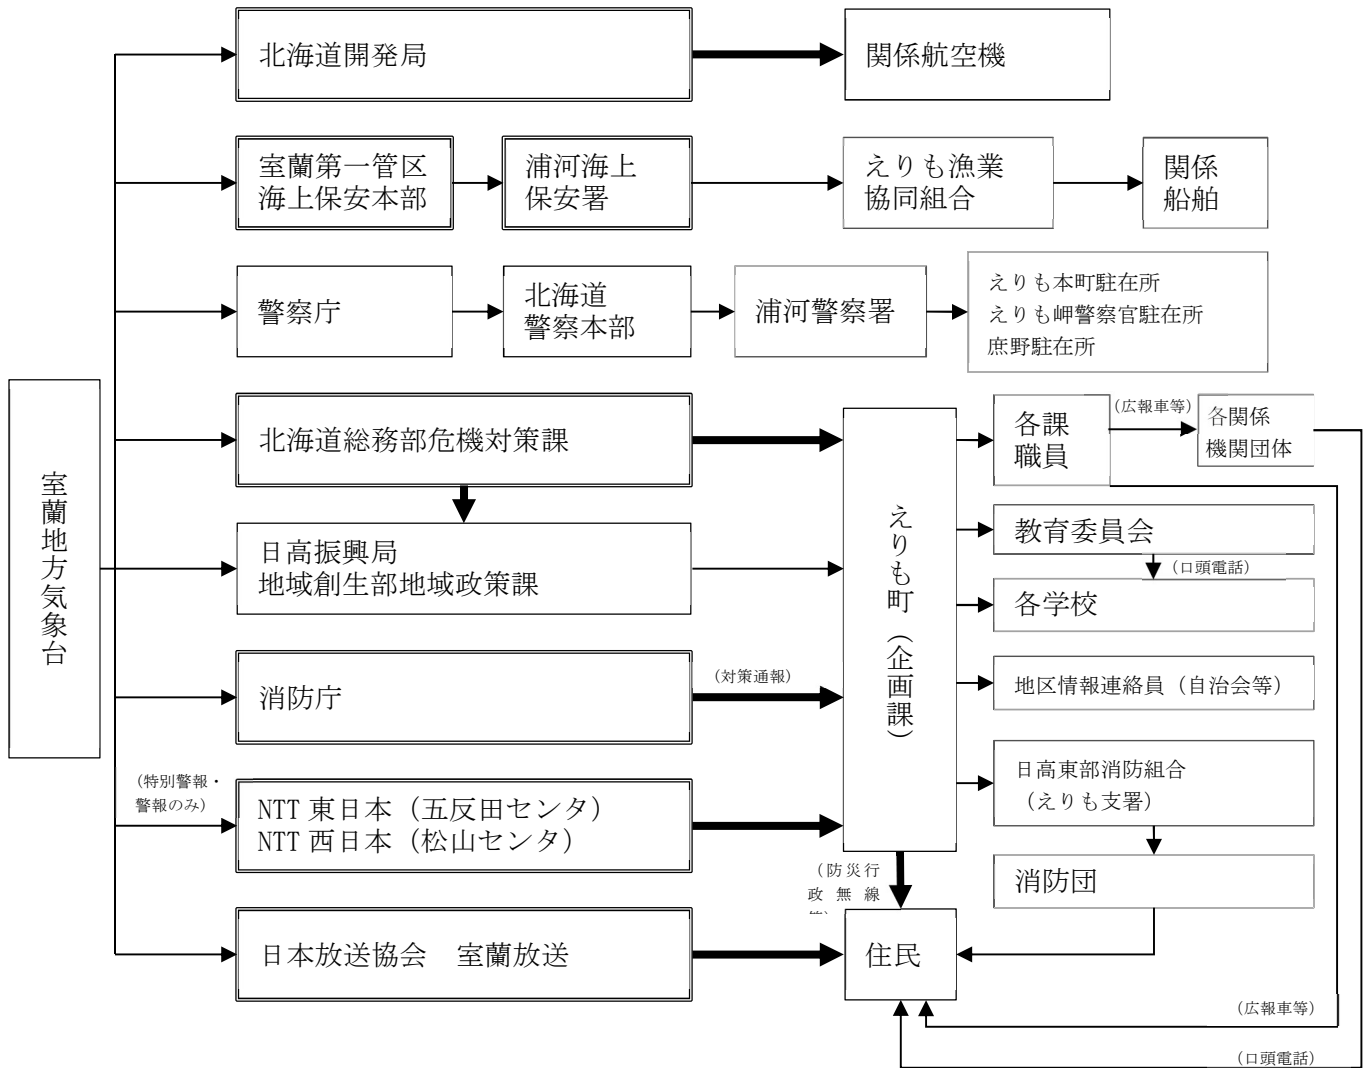 北海道開発局
関係航空機
室蘭第一管区
海上保安本部
浦河海上
保安署
えりも漁業
協同組合
関係
船舶
警察庁
北海道
警察本部
浦河警察署
えりも本町駐在所
えりも岬警察官駐在所
庶野駐在所
室蘭地方気象台
北海道総務部危機対策課
日高振興局
地域創生部地域政策課
消防庁
(対策通報)
(特別警報・
警報のみ)
NTT 東日本（五反田センタ）
NTT 西日本（松山センタ）
日本放送協会　室蘭放送
えりも町（企画課）
各課
職員
(広報車等)
各関係
機関団体
教育委員会
(口頭電話)
各学校
地区情報連絡員（自治会等）
日高東部消防組合
（えりも支署）
消防団
（防災行
政無線
住民
(広報車等)
(口頭電話)